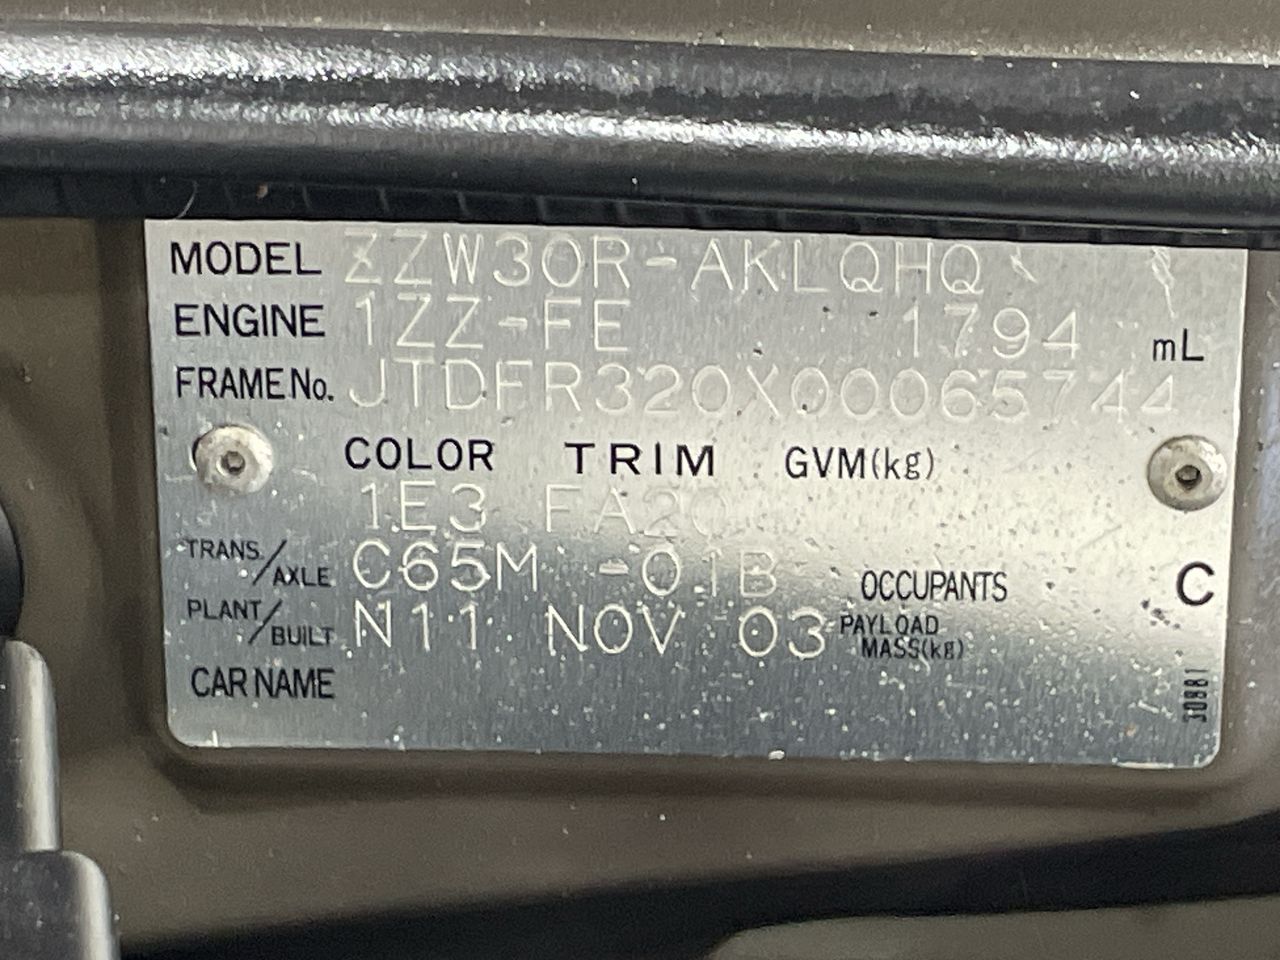 MODEL ZZW30R-AKLQHQ
ENGINE 1ZZ-FE 1794 mL
FRAME No. JTDFR320X00065744
COLOR TRIM GVM(kg)
1E3 FA20
TRANS./AXLE C65M -01B OCCUPANTS C
PLANT/BUILT N11 NOV 03 PAYLOAD MASS(kg)
CAR NAME
30881